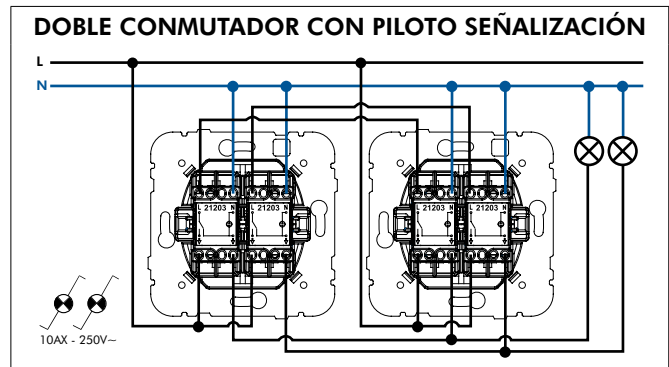 DOBLE CONMUTADOR CON PILOTO SEÑALIZACIÓN
L
N
L 21203 N L 21203 N L 21203 N L 21203 N
10AX - 250V~